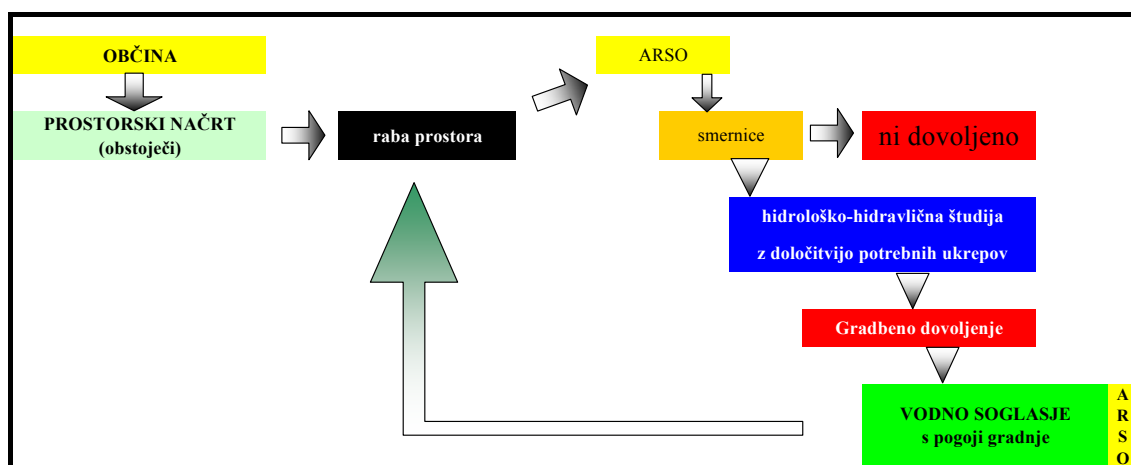 OBČINA
PROSTORSKI NAČRT
(obstoječi)
raba prostora
ARSO
smernice
ni dovoljeno
hidrološko-hidravlična študija
z določitvijo potrebnih ukrepov
Gradbeno dovoljenje
VODNO SOGLASJE
s pogoji gradnje
A
R
S
O